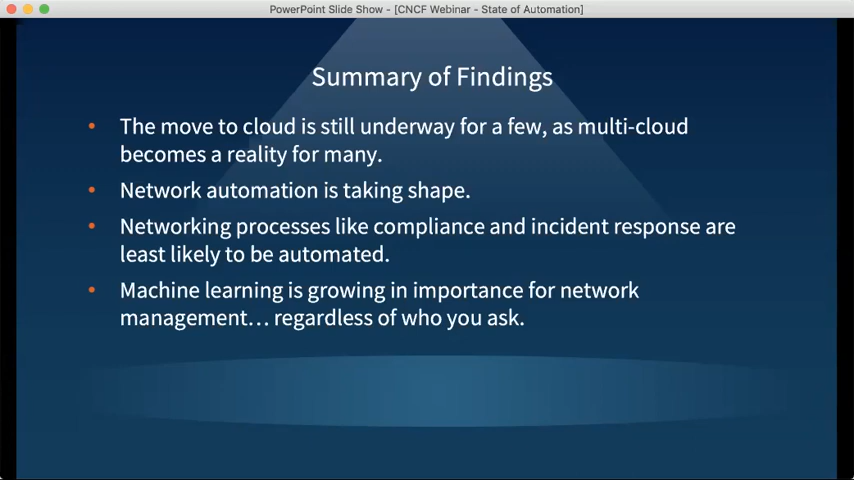 PowerPoint Slide Show - [CNCF Webinar - State of Automation]
Summary of Findings
• The move to cloud is still underway for a few, as multi-cloud
becomes a reality for many.
• Network automation is taking shape.
• Networking processes like compliance and incident response are
least likely to be automated.
• Machine learning is growing in importance for network
management... regardless of who you ask.